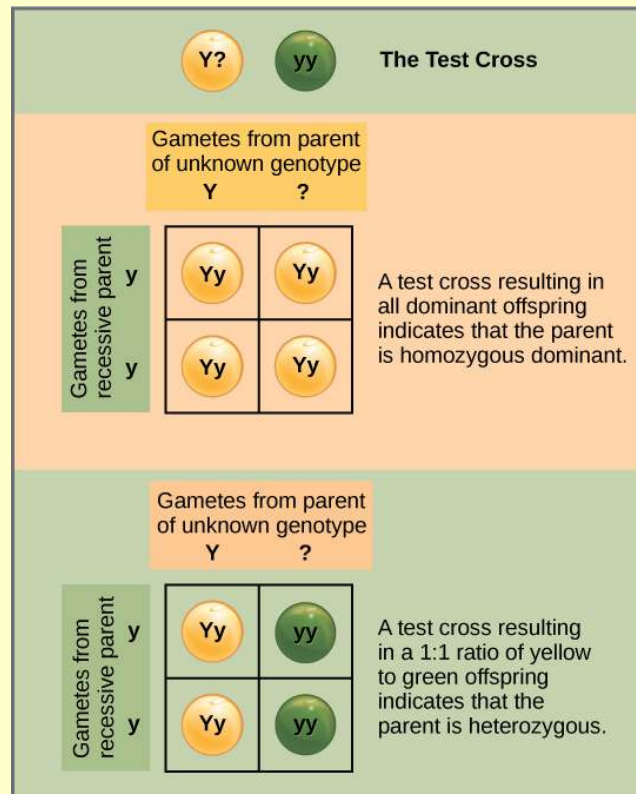 Y? yy The Test Cross
Gametes from parent
of unknown genotype
Y ?
Gametes from
recessive parent
y
y
Yy Yy
Yy Yy
A test cross resulting in
all dominant offspring
indicates that the parent
is homozygous dominant.
Gametes from parent
of unknown genotype
Y ?
Gametes from
recessive parent
y
y
Yy yy
Yy yy
A test cross resulting
in a 1:1 ratio of yellow
to green offspring
indicates that the
parent is heterozygous.